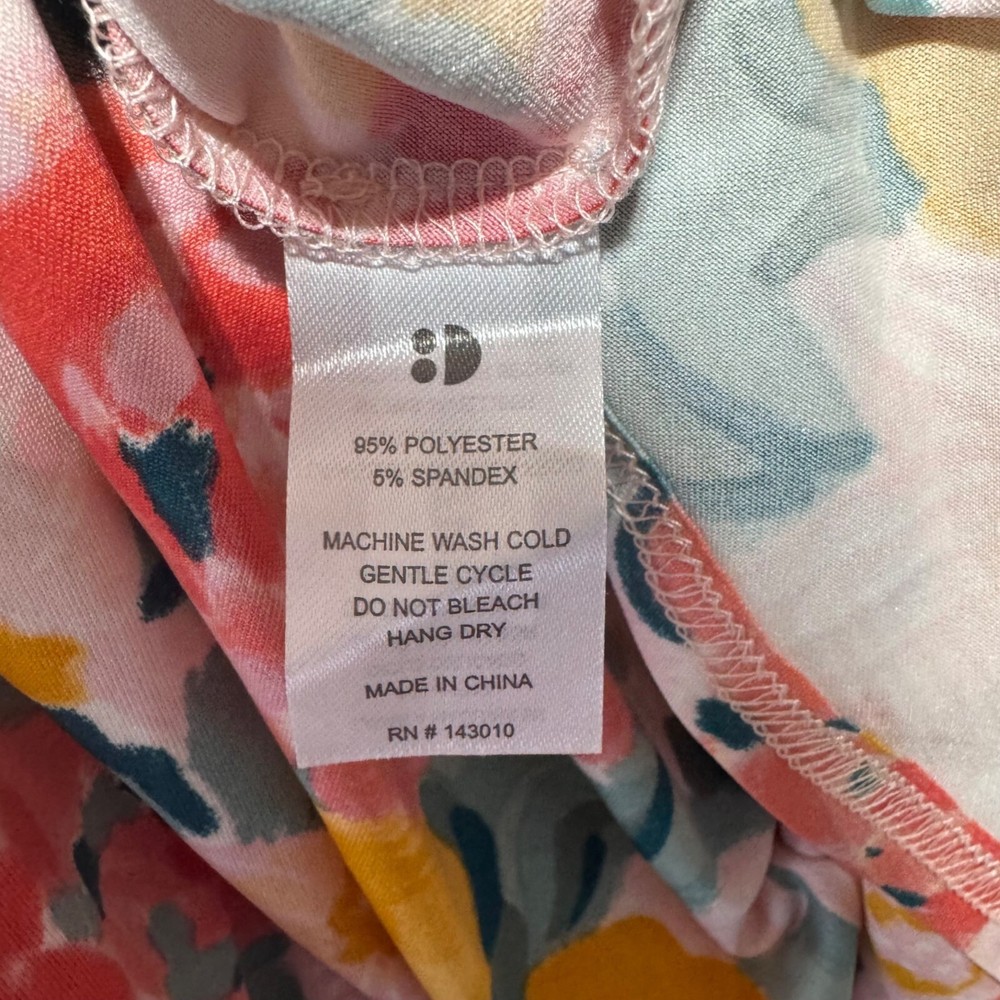 95% POLYESTER
5% SPANDEX
MACHINE WASH COLD
GENTLE CYCLE
DO NOT BLEACH
HANG DRY
MADE IN CHINA
RN # 143010